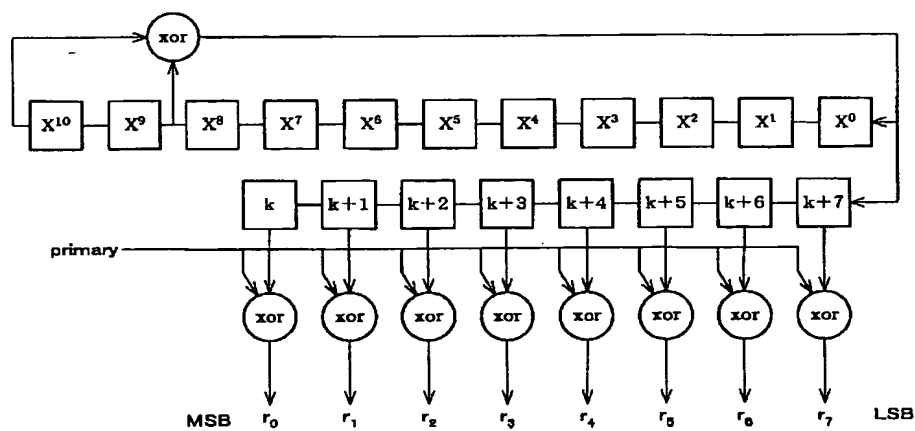 xor
X¹⁰ X⁹ X⁸ X⁷ X⁶ X⁵ X⁴ X³ X² X¹ X⁰
k k+1 k+2 k+3 k+4 k+5 k+6 k+7
primary
xor xor xor xor xor xor xor xor
MSB r₀ r₁ r₂ r₃ r₄ r₅ r₆ r₇ LSB